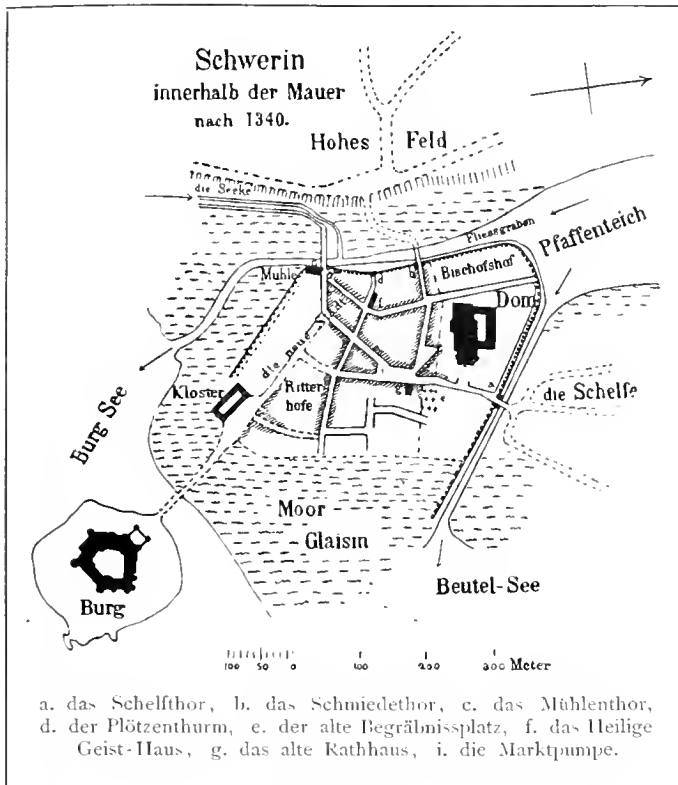 Schwerin
innerhalb der Mauer
nach 1340.
Hohes Feld
die Seeke
Fliessgraben
Pfaffenteich
Bischofshof
Mühle
Dom
die neue
Kloster
Ritter
höfe
die Schelfe
Burg See
Moor
Glaisin
Burg
Beutel-See
100 50 0 100 200 300 Meter
a. das Schelfthor, b. das Schmiedethor, c. das Mühlenthor,
d. der Plötzenthurm, e. der alte Begräbnissplatz, f. das Heilige
Geist-Haus, g. das alte Rathhaus, i. die Marktpumpe.